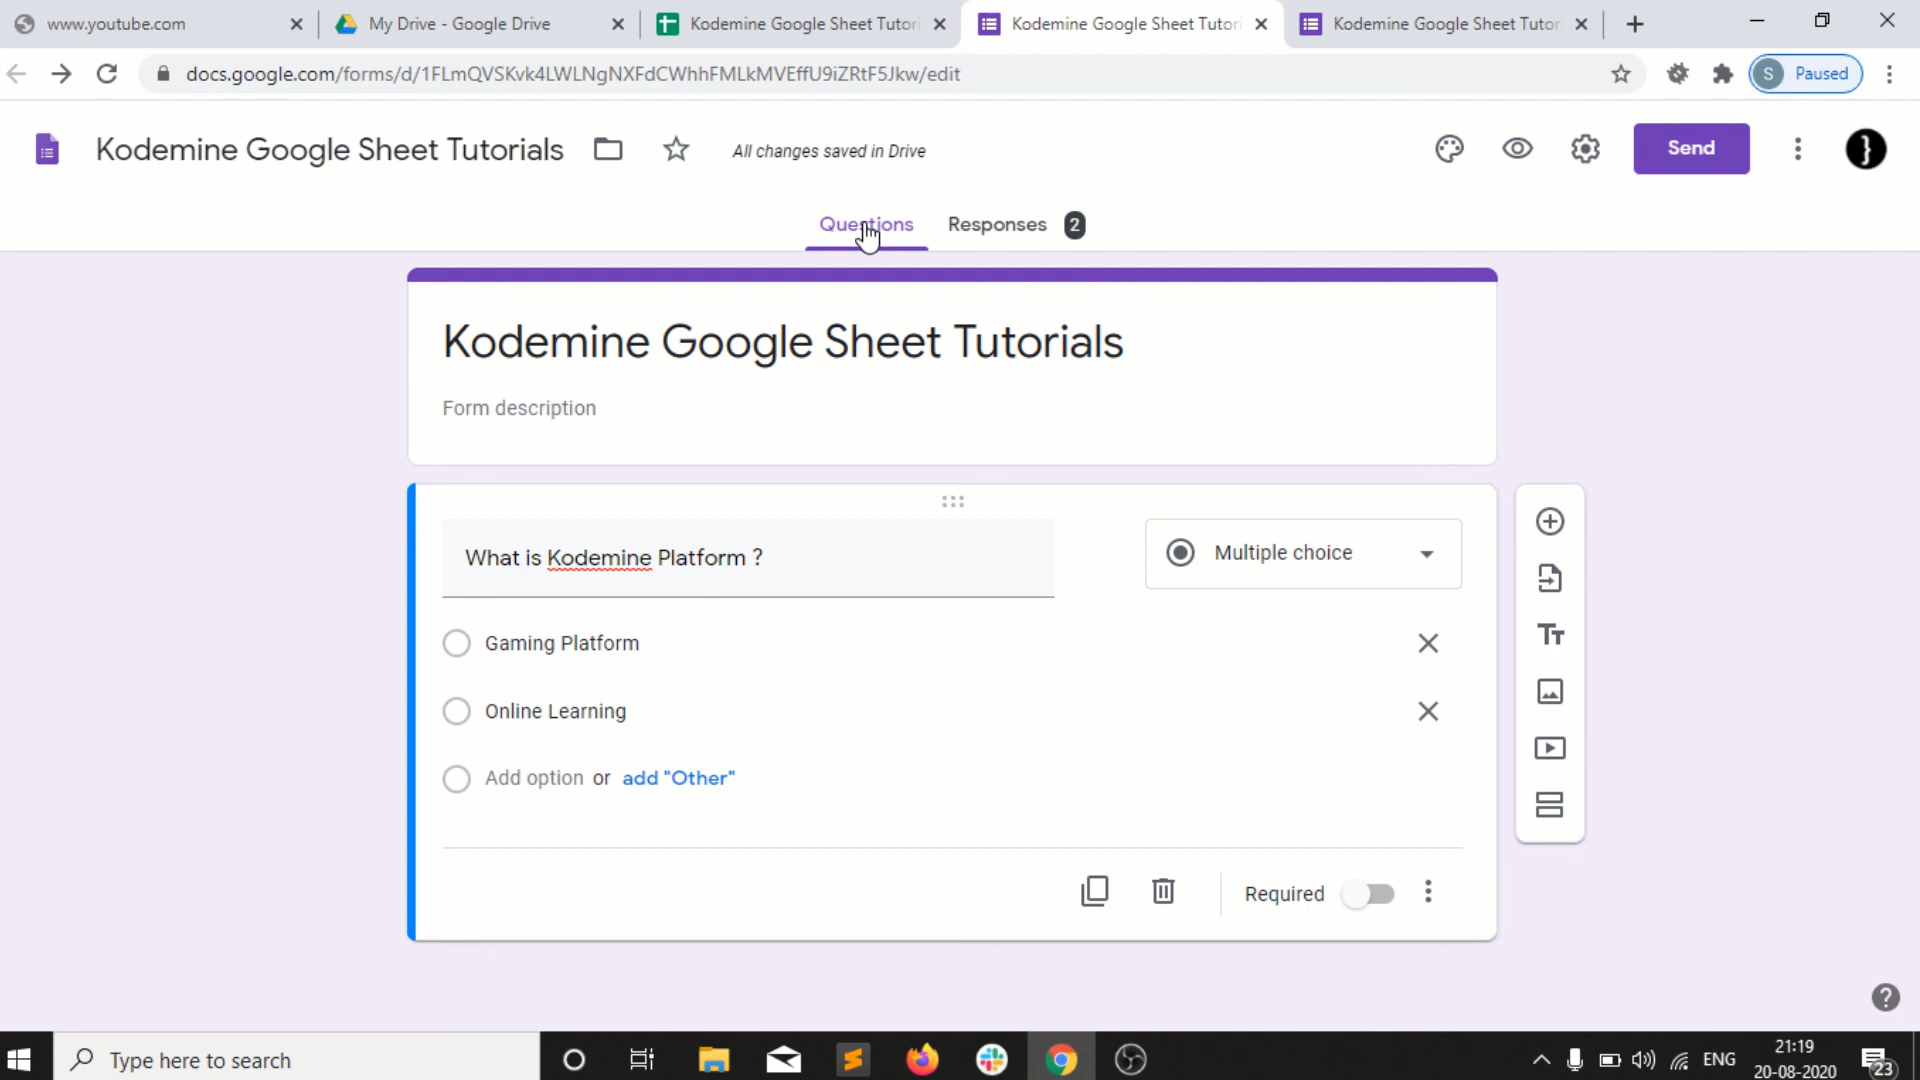 www.youtube.com
My Drive - Google Drive
Kodemine Google Sheet Tutori
Kodemine Google Sheet Tutori
Kodemine Google Sheet Tutori
docs.google.com/forms/d/1FLmQVSKvk4LWLNgNXFdCWhhFMLkMVEffU9iZRtF5Jkw/edit
S Paused
Kodemine Google Sheet Tutorials
All changes saved in Drive
Send
Questions
Responses 2
Kodemine Google Sheet Tutorials
Form description
What is Kodemine Platform ?
Multiple choice
Gaming Platform
Online Learning
Add option or add "Other"
Required
Type here to search
ENG
21:19
20-08-2020
23